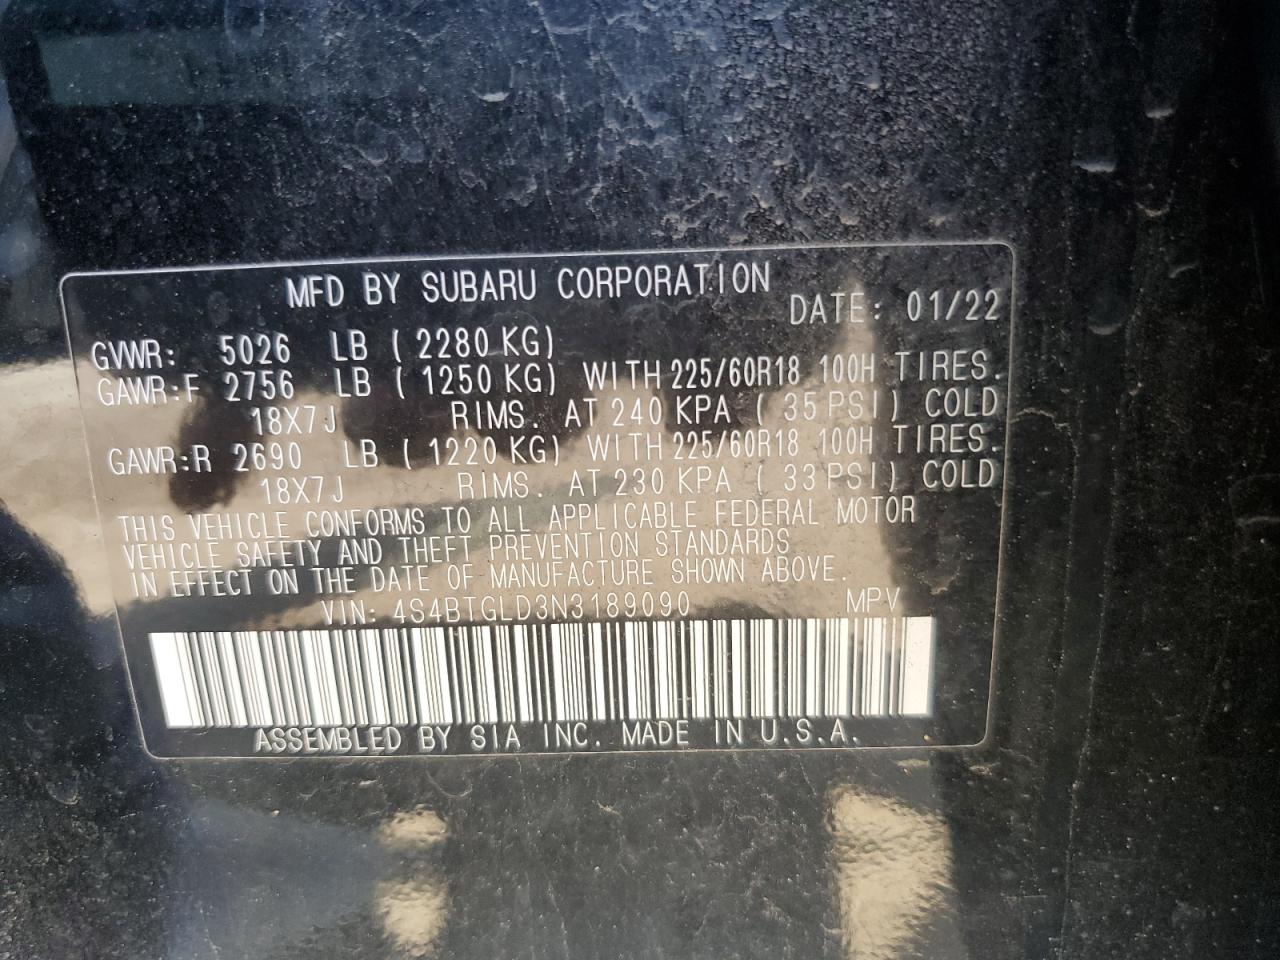 MFD BY SUBARU CORPORATION
DATE: 01/22
GVWR: 5026 LB ( 2280 KG)
GAWR:F 2756 LB ( 1250 KG) WITH 225/60R18 100H TIRES.
18X7J RIMS. AT 240 KPA ( 35 PSI) COLD
GAWR:R 2690 LB ( 1220 KG) WITH 225/60R18 100H TIRES.
18X7J RIMS. AT 230 KPA ( 33 PSI) COLD
THIS VEHICLE CONFORMS TO ALL APPLICABLE FEDERAL MOTOR
VEHICLE SAFETY AND THEFT PREVENTION STANDARDS
IN EFFECT ON THE DATE OF MANUFACTURE SHOWN ABOVE.
VIN: 4S4BTGLD3N3189090 MPV
ASSEMBLED BY SIA INC. MADE IN U.S.A.